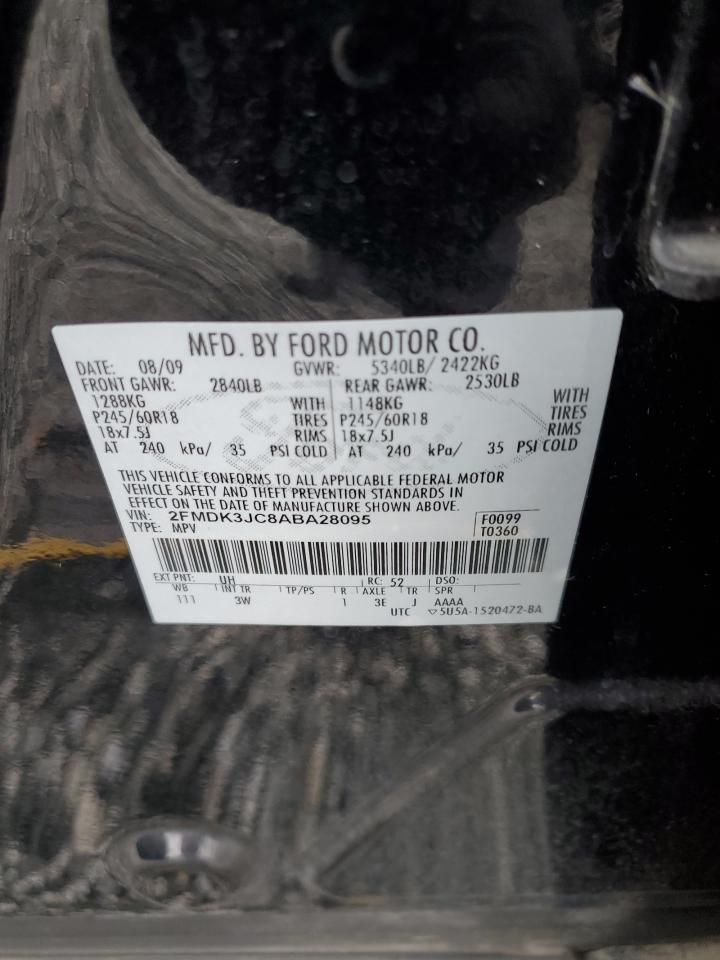 MFD. BY FORD MOTOR CO.
DATE: 08/09 GVWR: 5340LB/ 2422KG
FRONT GAWR: 2840LB REAR GAWR: 2530LB
1288KG WITH 1148KG WITH
P245/60R18 TIRES P245/60R18 TIRES
18x7.5J RIMS 18x7.5J RIMS
AT 240 kPa/ 35 PSI COLD AT 240 kPa/ 35 PSI COLD
THIS VEHICLE CONFORMS TO ALL APPLICABLE FEDERAL MOTOR
VEHICLE SAFETY AND THEFT PREVENTION STANDARDS IN
EFFECT ON THE DATE OF MANUFACTURE SHOWN ABOVE.
VIN: 2FMDK3JC8ABA28095 F0099
TYPE: MPV T0360
EXT PNT: UH RC: 52 DSO:
WB INT TR TP/PS R AXLE TR SPR
111 3W 1 3E J AAAA
UTC ▽5U5A-1520472-BA